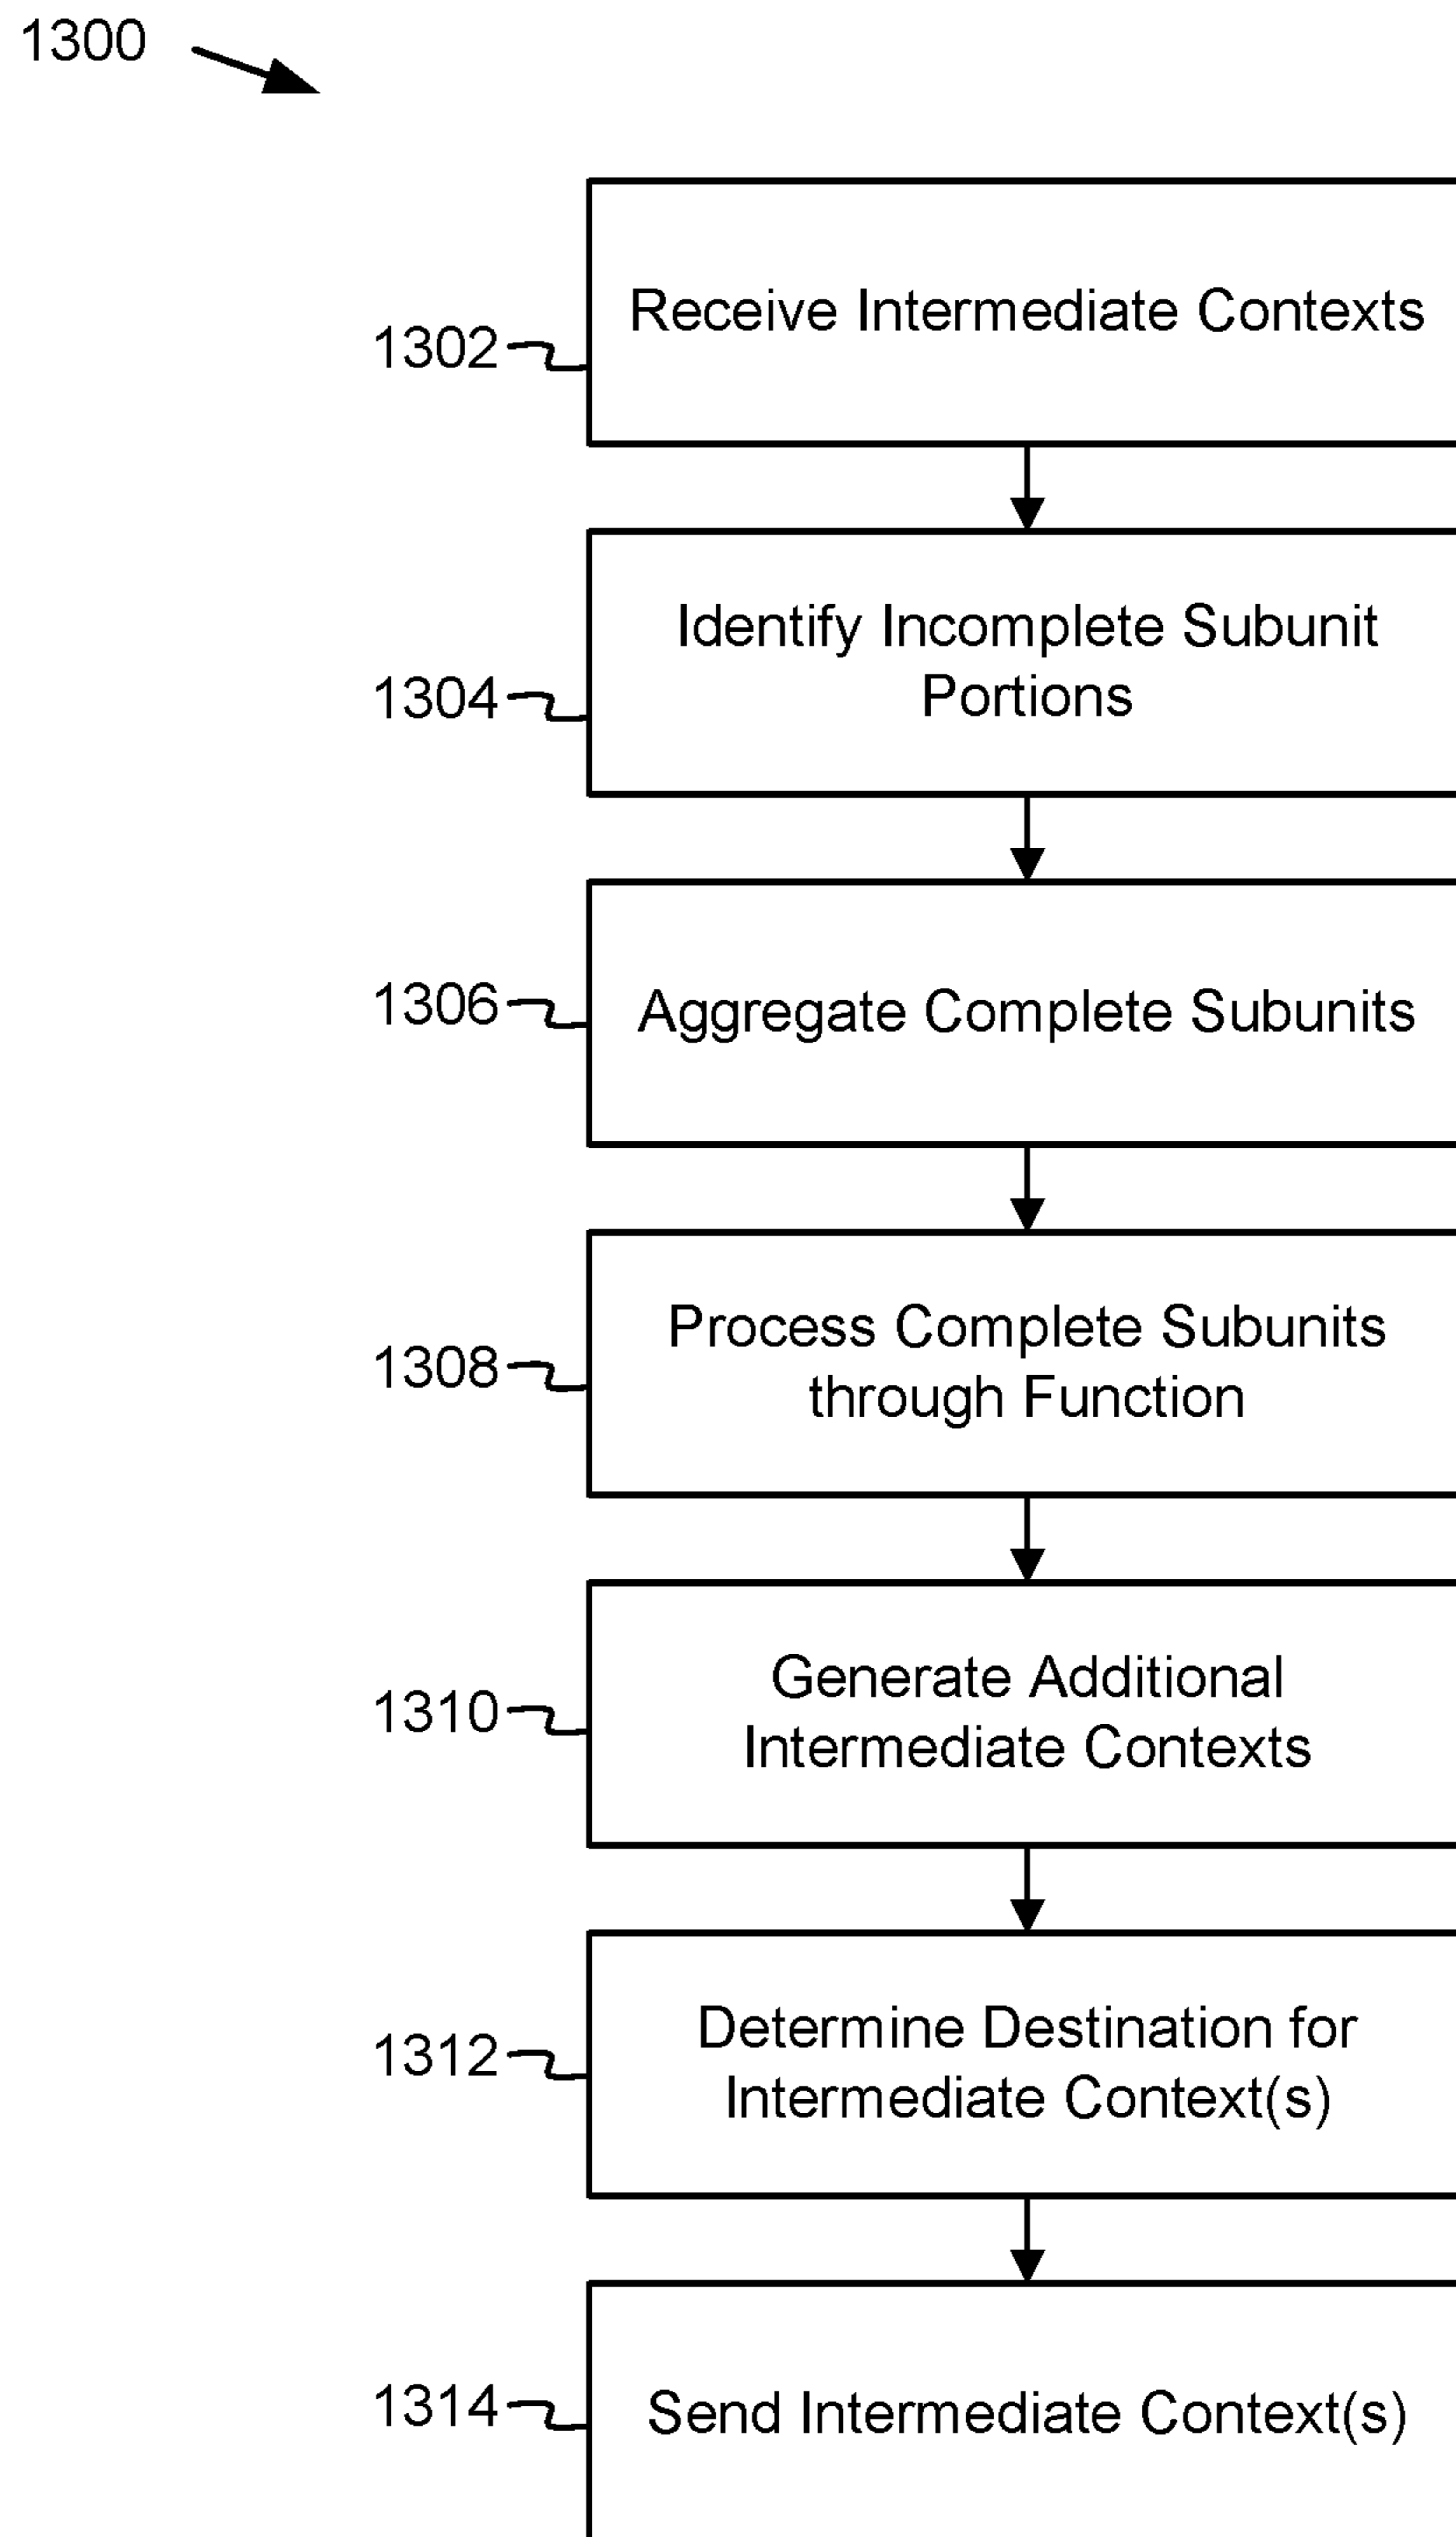 1300
Receive Intermediate Contexts
1302
Identify Incomplete Subunit
Portions
1304
Aggregate Complete Subunits
1306
Process Complete Subunits
through Function
1308
Generate Additional
Intermediate Contexts
1310
Determine Destination for
Intermediate Context(s)
1312
Send Intermediate Context(s)
1314